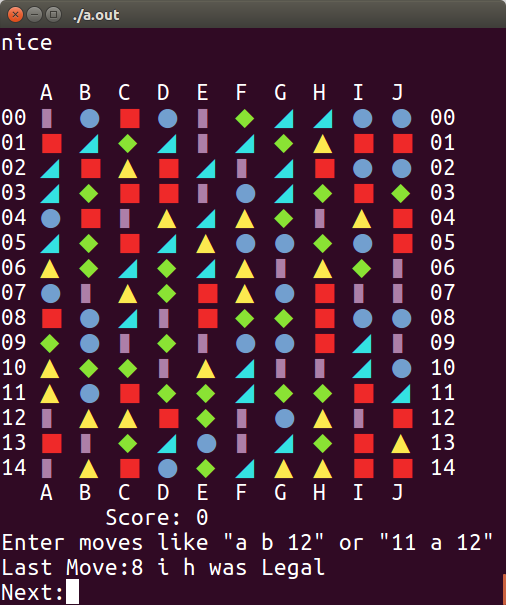 ./a.out
nice
A B C D E F G H I J
00 00
01 01
02 02
03 03
04 04
05 05
06 06
07 07
08 08
09 09
10 10
11 11
12 12
13 13
14 14
A B C D E F G H I J
Score: 0
Enter moves like "a b 12" or "11 a 12"
Last Move:8 i h was Legal
Next: